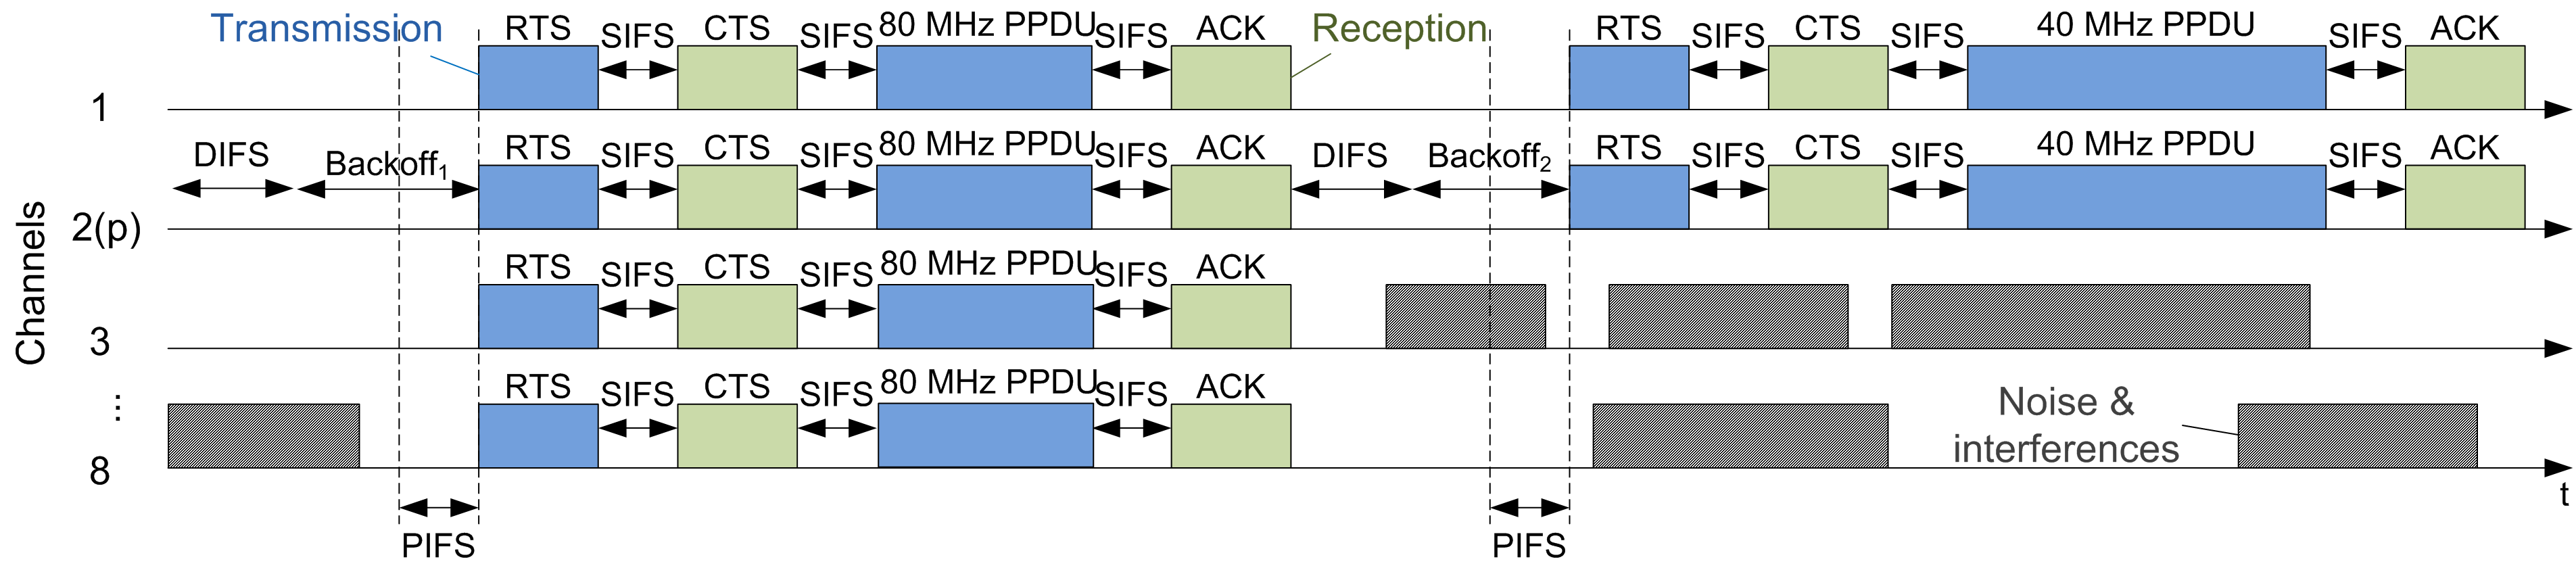 Transmission
RTS SIFS CTS SIFS 80 MHz PPDU SIFS ACK Reception RTS SIFS CTS SIFS 40 MHz PPDU SIFS ACK
1
DIFS Backoff1 RTS SIFS CTS SIFS 80 MHz PPDU SIFS ACK DIFS Backoff2 RTS SIFS CTS SIFS 40 MHz PPDU SIFS ACK
2(p)
Channels
RTS SIFS CTS SIFS 80 MHz PPDU SIFS ACK
3
RTS SIFS CTS SIFS 80 MHz PPDU SIFS ACK
...
Noise &
interferences
8
t
PIFS PIFS